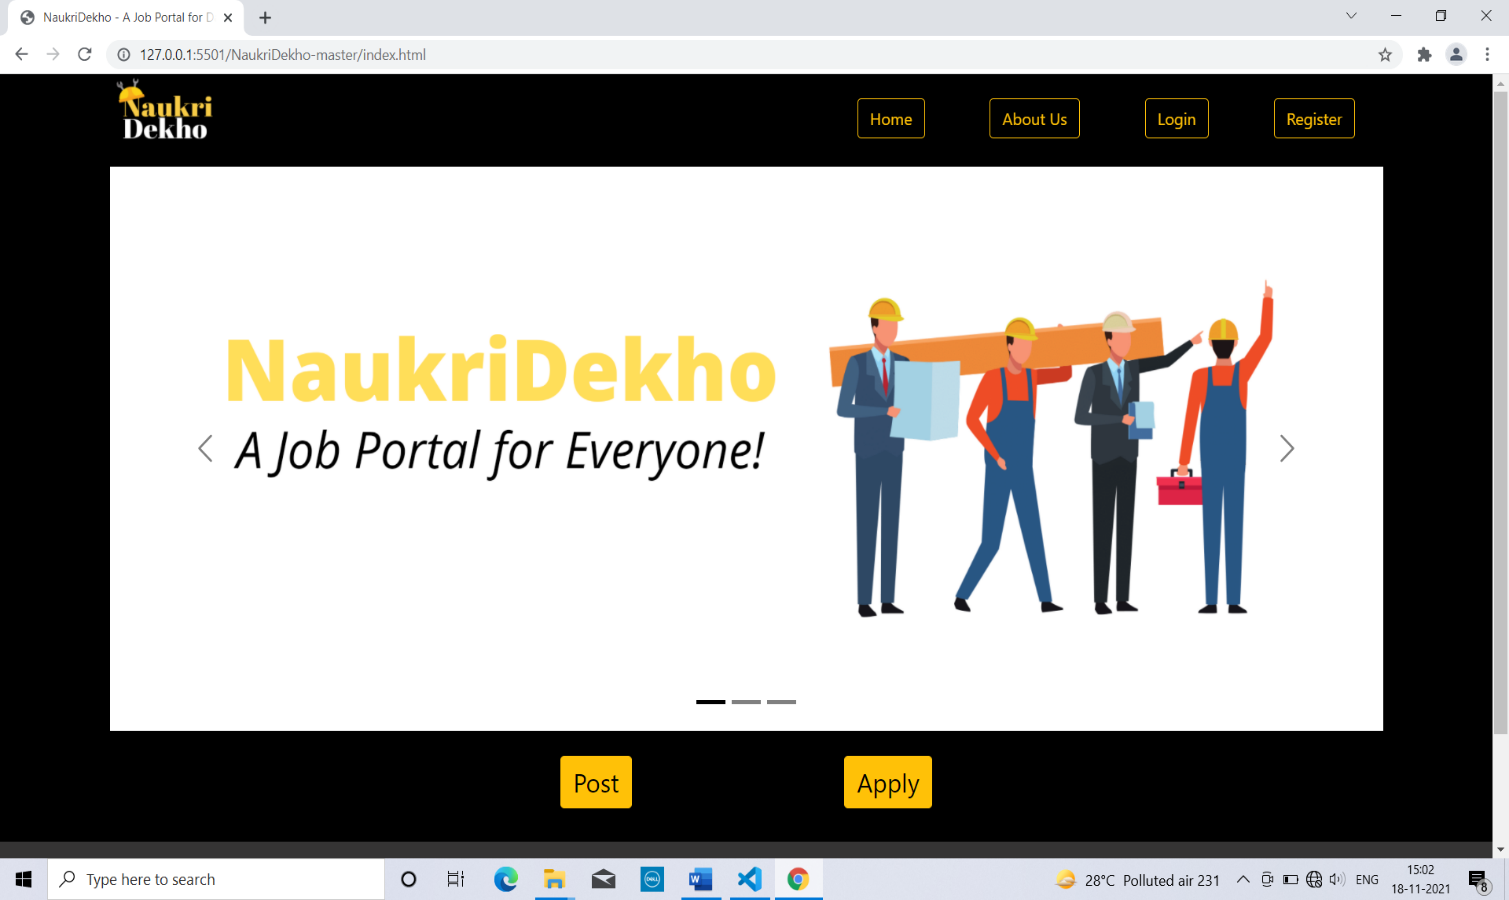 NaukriDekho - A Job Portal for D
127.0.0.1:5501/NaukriDekho-master/index.html
Naukri
Dekho
Home
About Us
Login
Register
NaukriDekho
A Job Portal for Everyone!
Post
Apply
Type here to search
DELL
W
28°C Polluted air 231
ENG
15:02
18-11-2021
8